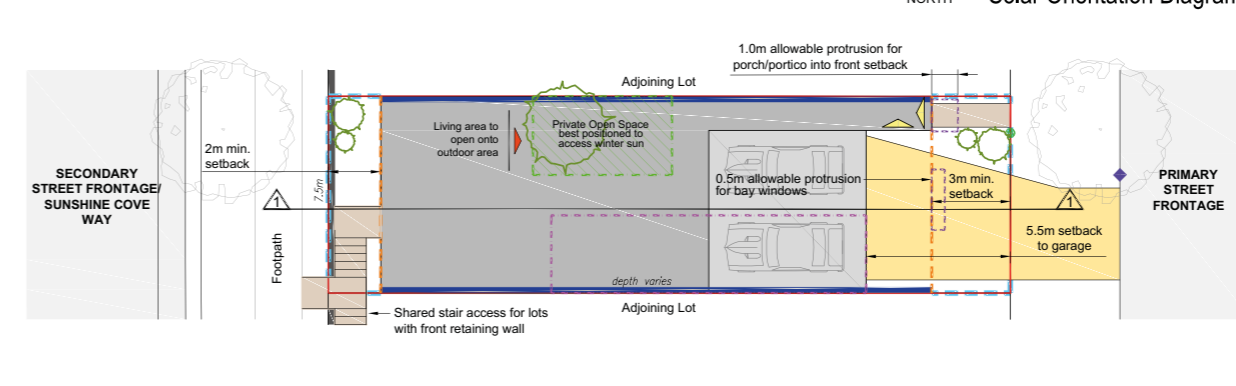 1.0m allowable protrusion for
porch/portico into front setback
Adjoining Lot
Living area to
open onto
outdoor area
Private Open Space
best positioned to
access winter sun
2m min.
setback
SECONDARY
STREET FRONTAGE/
SUNSHINE COVE
WAY
7.5m
0.5m allowable protrusion
for bay windows
3m min.
setback
PRIMARY
STREET
FRONTAGE
1
1
5.5m setback
to garage
Footpath
depth varies
Adjoining Lot
Shared stair access for lots
with front retaining wall